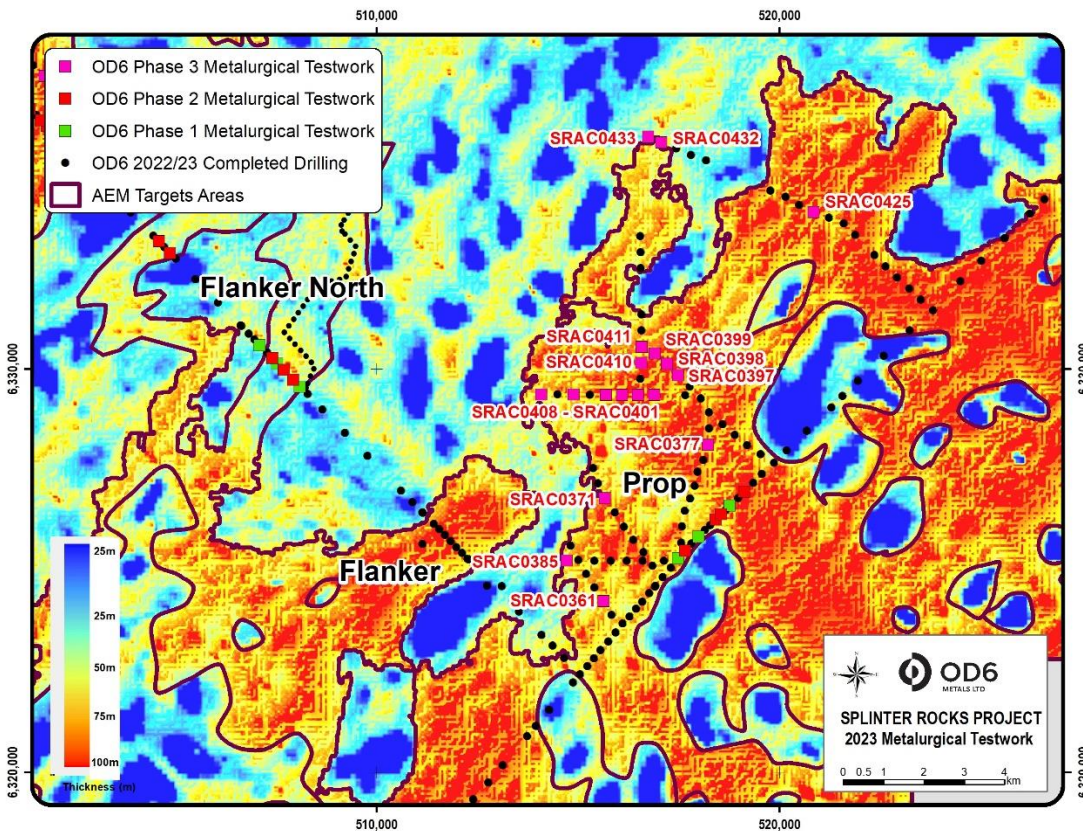 510,000
520,000
OD6 Phase 3 Metalurgical Testwork
OD6 Phase 2 Metalurgical Testwork
OD6 Phase 1 Metalurgical Testwork
OD6 2022/23 Completed Drilling
AEM Targets Areas
SRAC0433
SRAC0432
SRAC0425
Flanker North
SRAC0411
SRAC0399
SRAC0410
SRAC0398
SRAC0397
6,330,000
SRAC0408 - SRAC0401
SRAC0377
Prop
SRAC0371
Flanker
SRAC0385
SRAC0361
25m
25m
50m
75m
100m
Thickness (m)
OD6
METALS LTD
SPLINTER ROCKS PROJECT
2023 Metalurgical Testwork
0 0.5 1 2 3 4
km
6,320,000
6,320,000
510,000
520,000